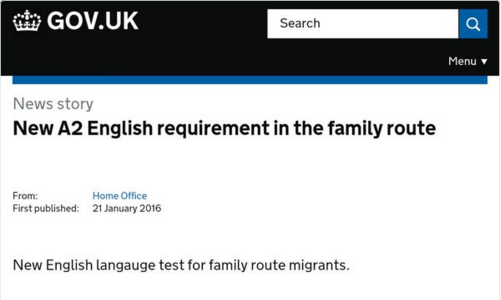 GOV.UK
Search
Menu ▼
News story
New A2 English requirement in the family route
From: Home Office
First published: 21 January 2016
New English langauge test for family route migrants.